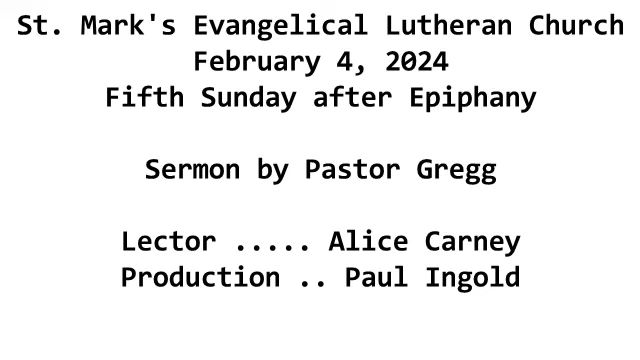 St. Mark's Evangelical Lutheran Church
February 4, 2024
Fifth Sunday after Epiphany
Sermon by Pastor Gregg
Lector ..... Alice Carney
Production .. Paul Ingold